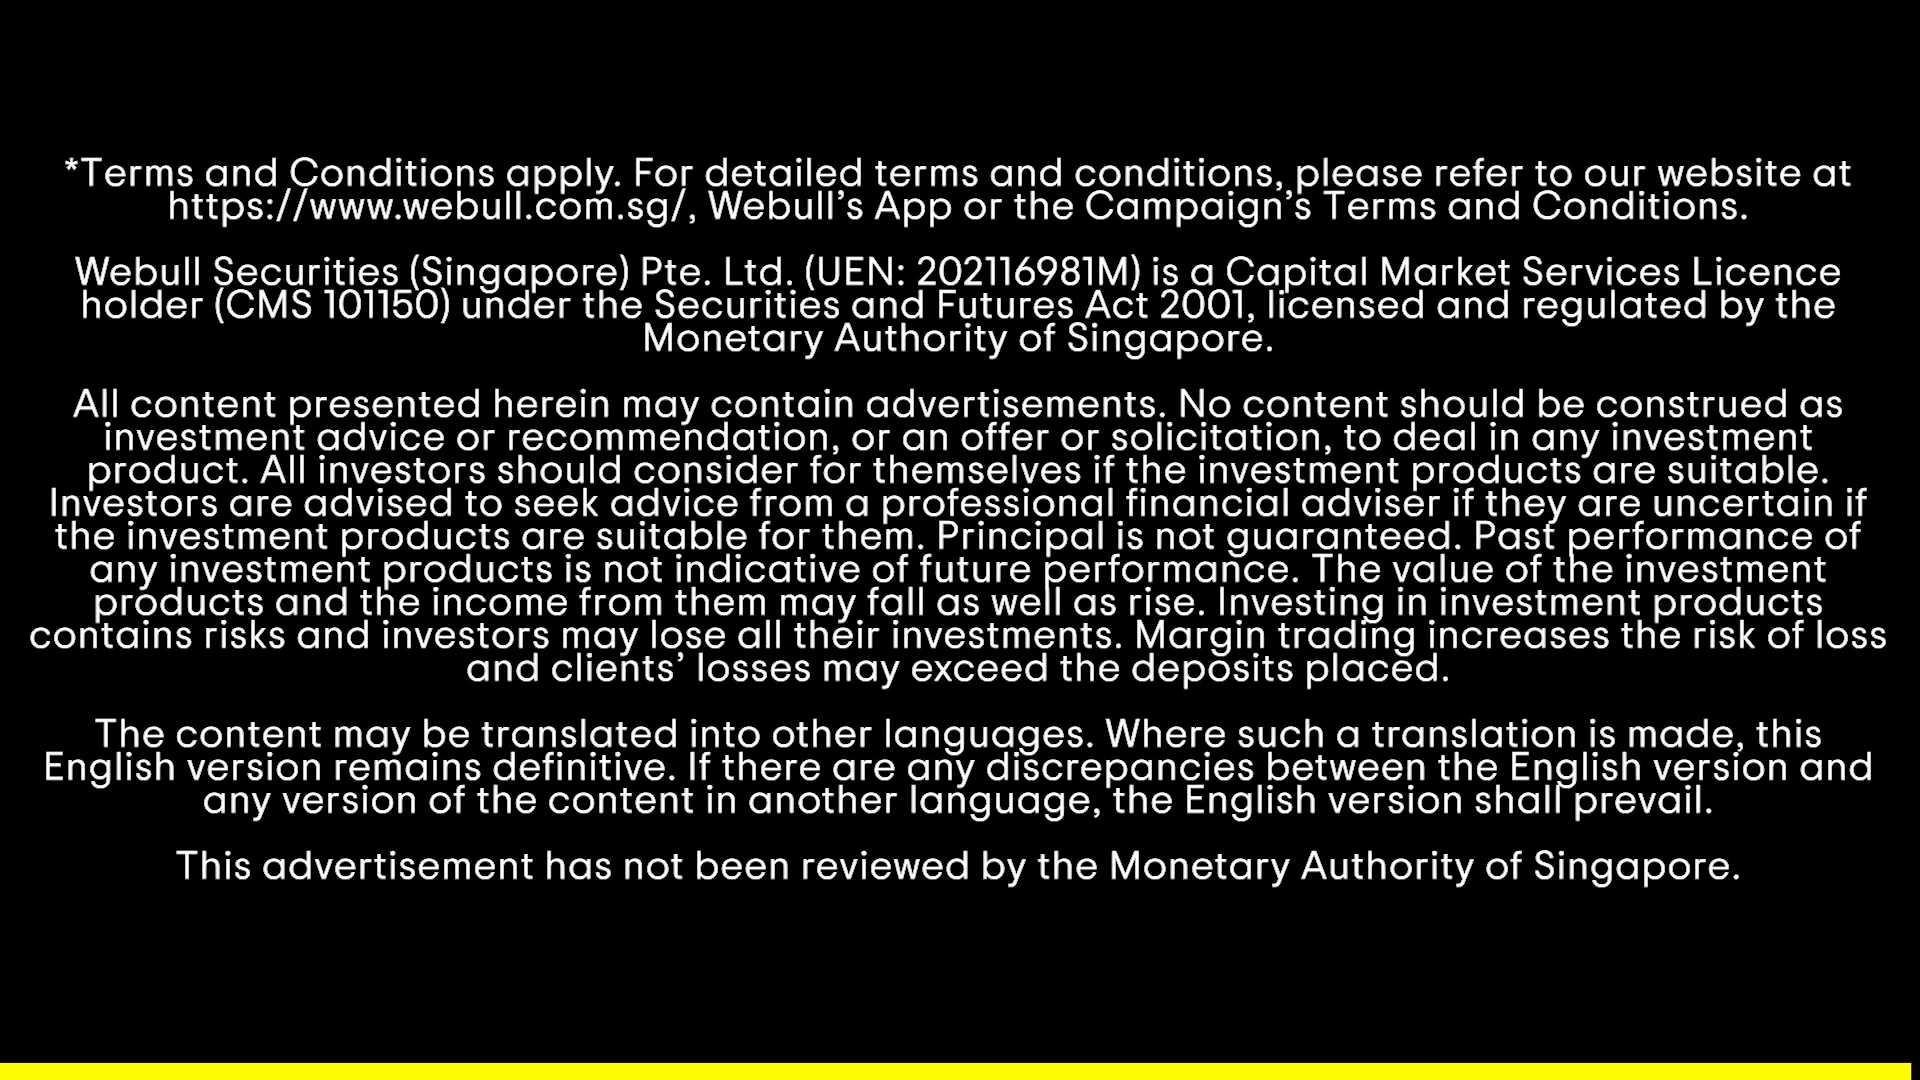 *Terms and Conditions apply. For detailed terms and conditions, please refer to our website at
https://www.webull.com.sg/, Webull’s App or the Campaign’s Terms and Conditions.
Webull Securities (Singapore) Pte. Ltd. (UEN: 202116981M) is a Capital Market Services Licence
holder (CMS 101150) under the Securities and Futures Act 2001, licensed and regulated by the
Monetary Authority of Singapore.
All content presented herein may contain advertisements. No content should be construed as
investment advice or recommendation, or an offer or solicitation, to deal in any investment
product. All investors should consider for themselves if the investment products are suitable.
Investors are advised to seek advice from a professional financial adviser if they are uncertain if
the investment products are suitable for them. Principal is not guaranteed. Past performance of
any investment products is not indicative of future performance. The value of the investment
products and the income from them may fall as well as rise. Investing in investment products
contains risks and investors may lose all their investments. Margin trading increases the risk of loss
and clients’ losses may exceed the deposits placed.
The content may be translated into other languages. Where such a translation is made, this
English version remains definitive. If there are any discrepancies between the English version and
any version of the content in another language, the English version shall prevail.
This advertisement has not been reviewed by the Monetary Authority of Singapore.